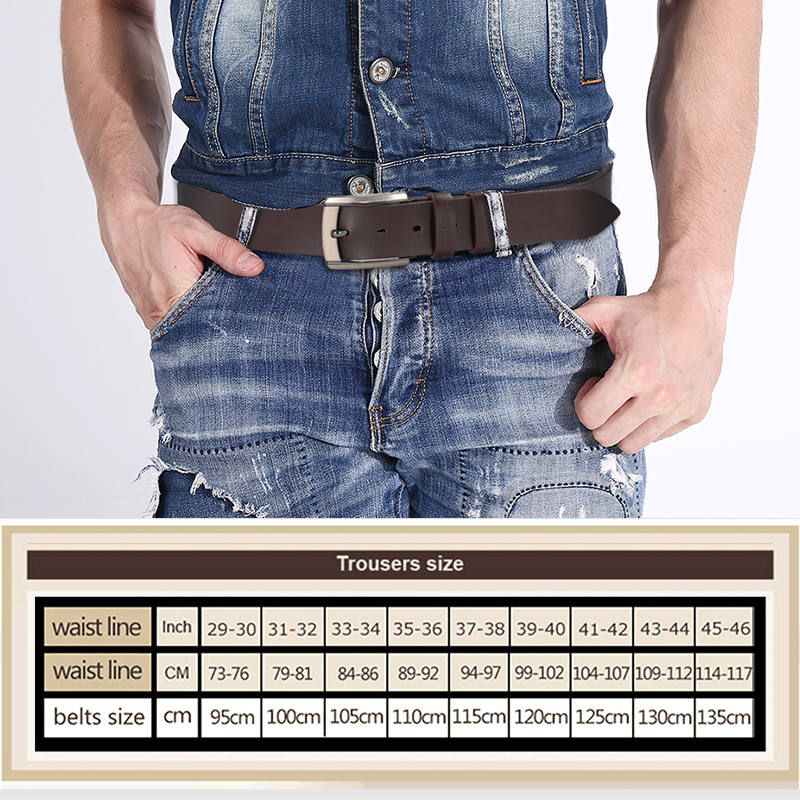 Trousers size
waist line Inch 29-30 31-32 33-34 35-36 37-38 39-40 41-42 43-44 45-46
waist line CM 73-76 79-81 84-86 89-92 94-97 99-102 104-107 109-112 114-117
belts size cm 95cm 100cm 105cm 110cm 115cm 120cm 125cm 130cm 135cm